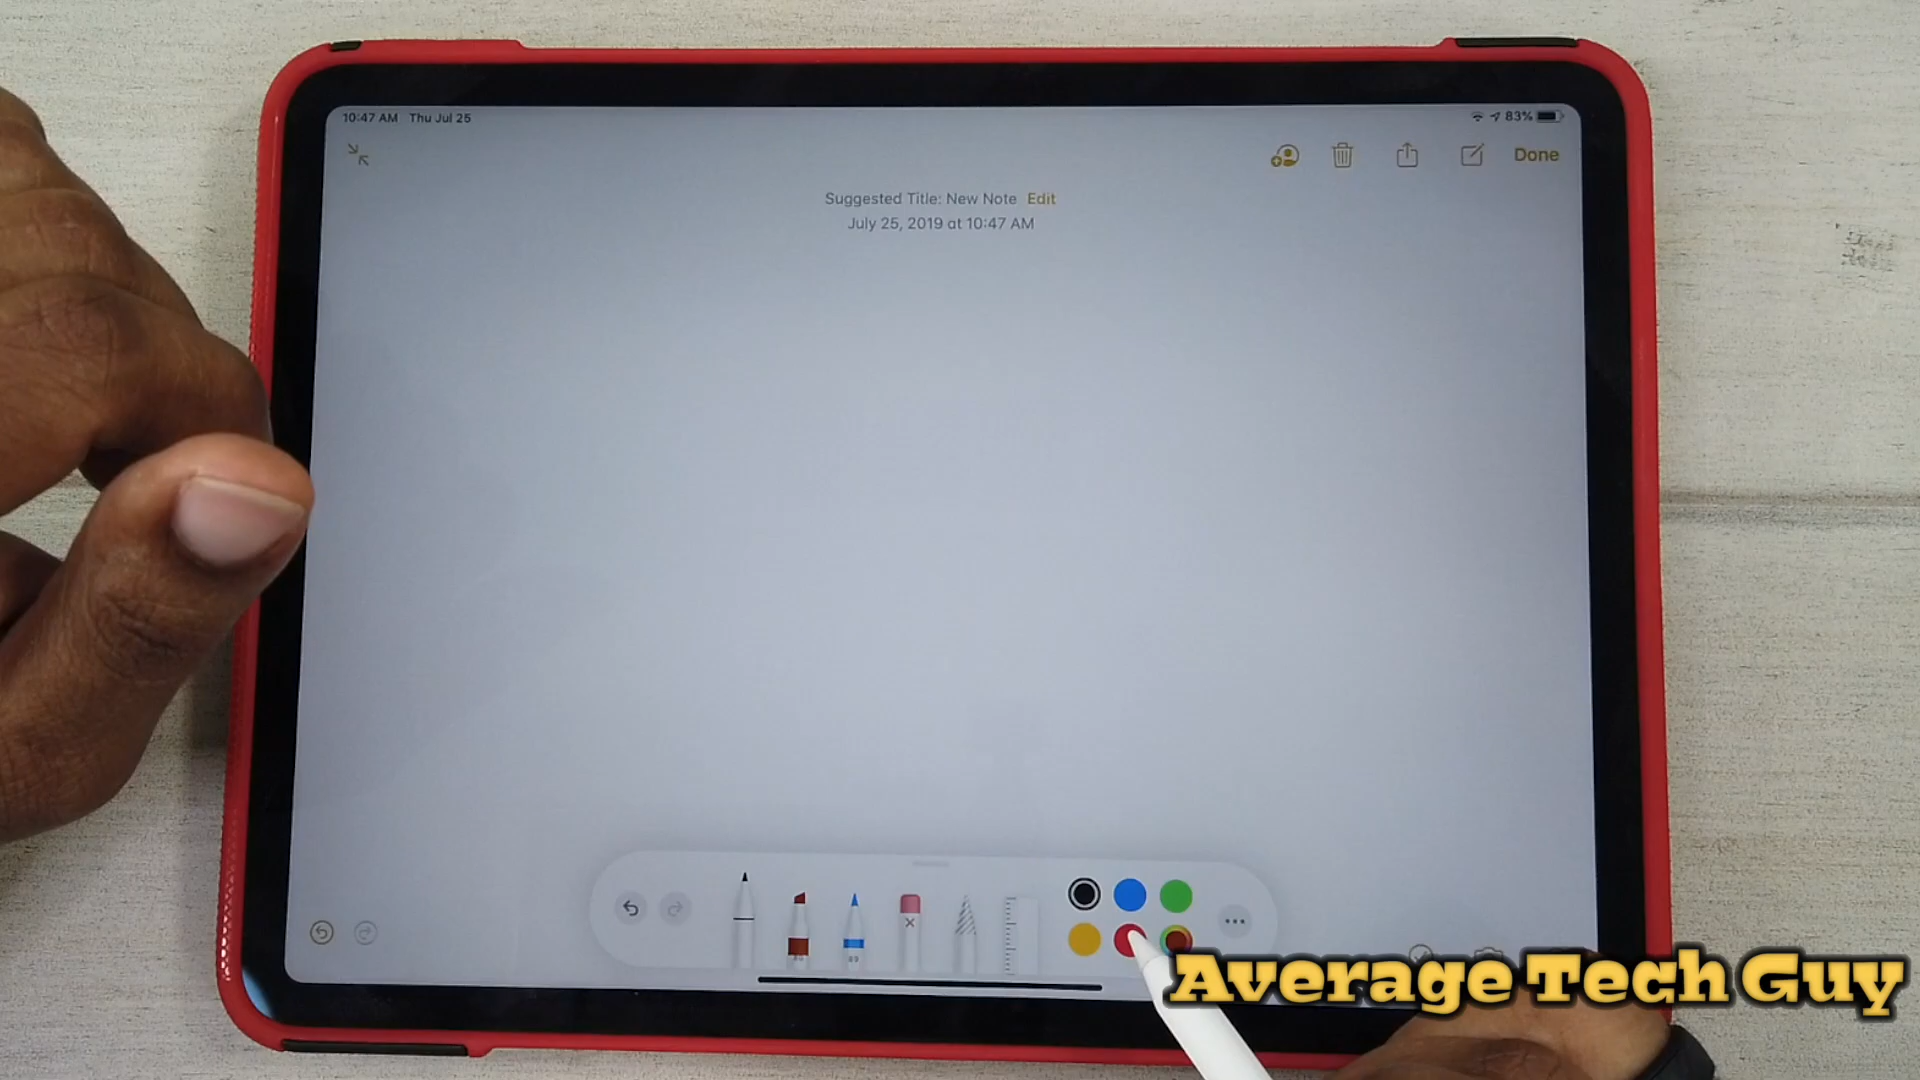 10:47 AM Thu Jul 25
83%
Done
Suggested Title: New Note Edit
July 25, 2019 at 10:47 AM
Average Tech Guy